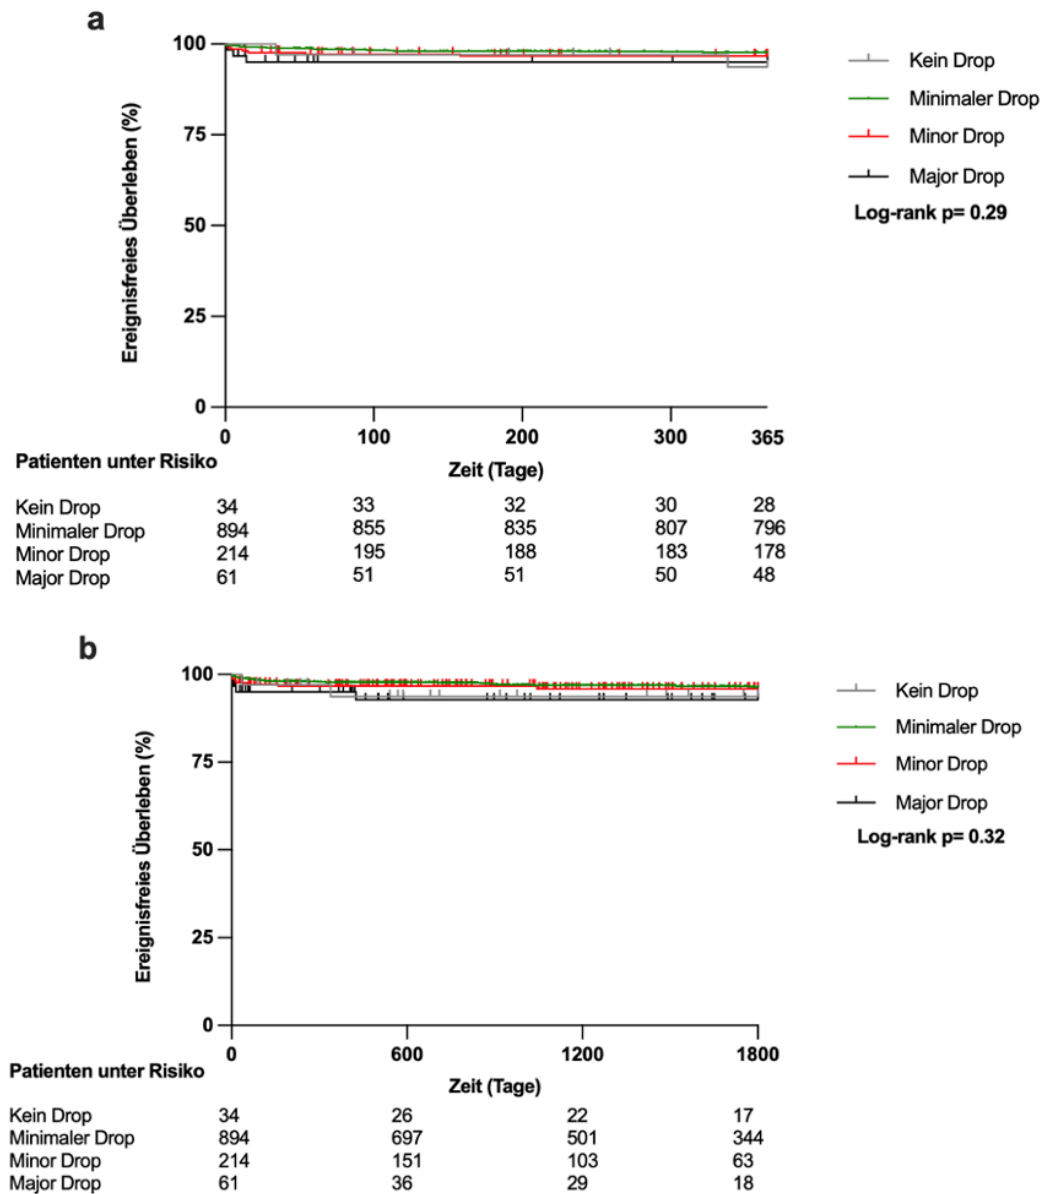 a
Ereignisfreies Überleben (%)
100
75
50
25
0
0 100 200 300 365
Zeit (Tage)
Kein Drop
Minimaler Drop
Minor Drop
Major Drop
Log-rank p= 0.29
Patienten unter Risiko
Kein Drop 34 33 32 30 28
Minimaler Drop 894 855 835 807 796
Minor Drop 214 195 188 183 178
Major Drop 61 51 51 50 48
b
Ereignisfreies Überleben (%)
100
75
50
25
0
0 600 1200 1800
Zeit (Tage)
Kein Drop
Minimaler Drop
Minor Drop
Major Drop
Log-rank p= 0.32
Patienten unter Risiko
Kein Drop 34 26 22 17
Minimaler Drop 894 697 501 344
Minor Drop 214 151 103 63
Major Drop 61 36 29 18